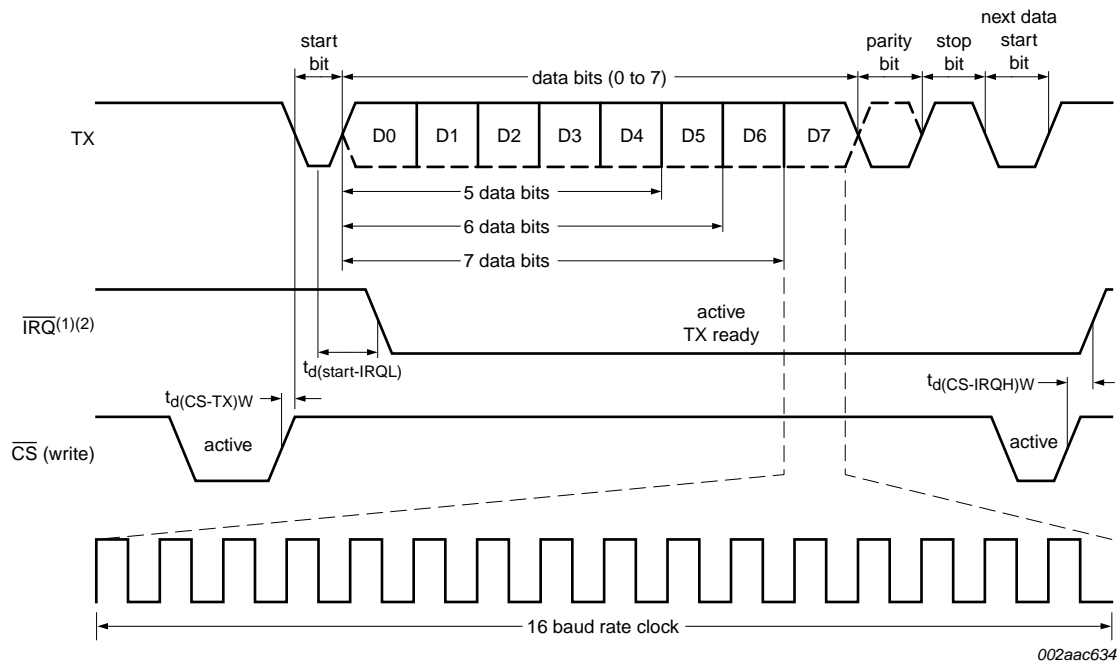 start bit
data bits (0 to 7)
parity bit
stop bit
next data start bit
TX
D0 D1 D2 D3 D4 D5 D6 D7
5 data bits
6 data bits
7 data bits
IRQ(1)(2)
active TX ready
td(start-IRQL)
td(CS-TX)W
td(CS-IRQH)W
CS (write)
active
active
16 baud rate clock
002aac634